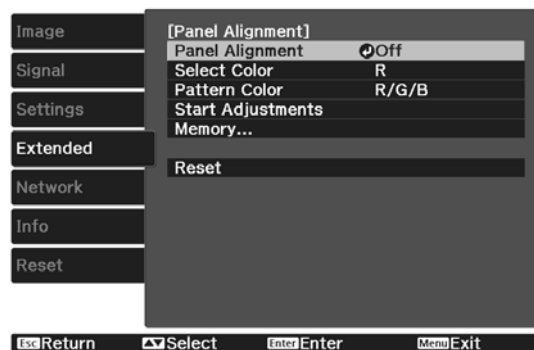 Image
Signal
Settings
Extended
Network
Info
Reset
[Panel Alignment]
Panel Alignment Off
Select Color R
Pattern Color R/G/B
Start Adjustments
Memory...
Reset
Esc Return Select Enter Enter Menu Exit